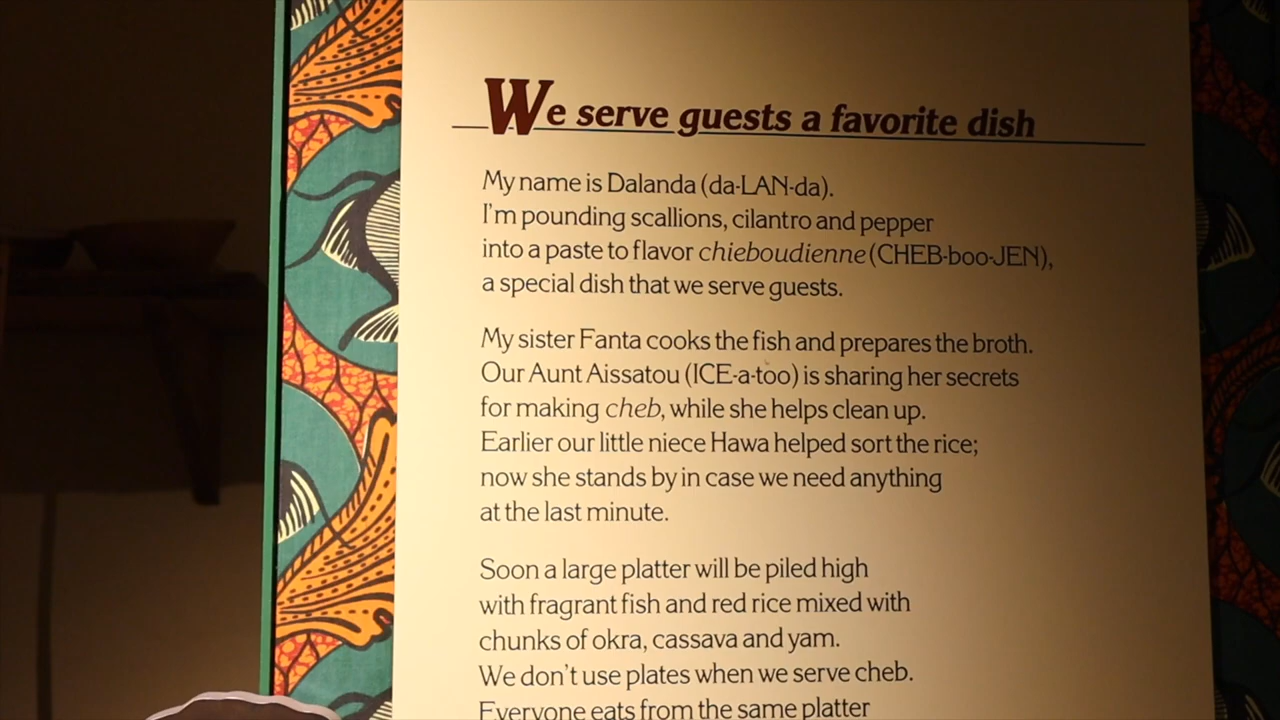 We serve guests a favorite dish
My name is Dalanda (da-LAN-da).
I'm pounding scallions, cilantro and pepper
into a paste to flavor chieboudienne (CHEB-boo-JEN),
a special dish that we serve guests.
My sister Fanta cooks the fish and prepares the broth.
Our Aunt Aissatou (ICE-a-too) is sharing her secrets
for making cheb, while she helps clean up.
Earlier our little niece Hawa helped sort the rice;
now she stands by in case we need anything
at the last minute.
Soon a large platter will be piled high
with fragrant fish and red rice mixed with
chunks of okra, cassava and yam.
We don't use plates when we serve cheb.
Everyone eats from the same platter